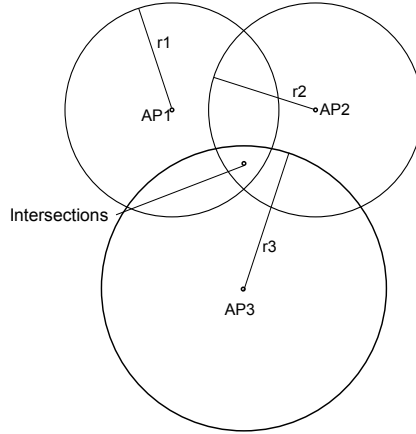 r1
r2
AP1
AP2
Intersections
r3
AP3